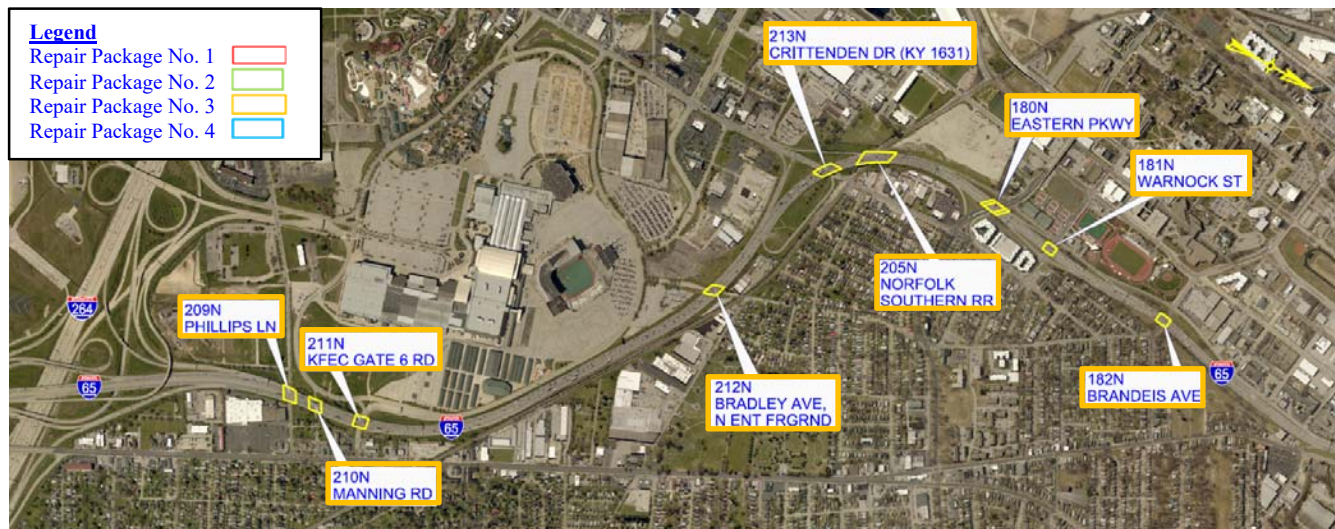 Legend
Repair Package No. 1
Repair Package No. 2
Repair Package No. 3
Repair Package No. 4
213N
CRITTENDEN DR (KY 1631)
180N
EASTERN PKWY
181N
WARNOCK ST
205N
NORFOLK
SOUTHERN RR
209N
PHILLIPS LN
211N
KFEC GATE 6 RD
212N
BRADLEY AVE,
N ENT FRGRND
182N
BRANDEIS AVE
210N
MANNING RD
264
65
65
65